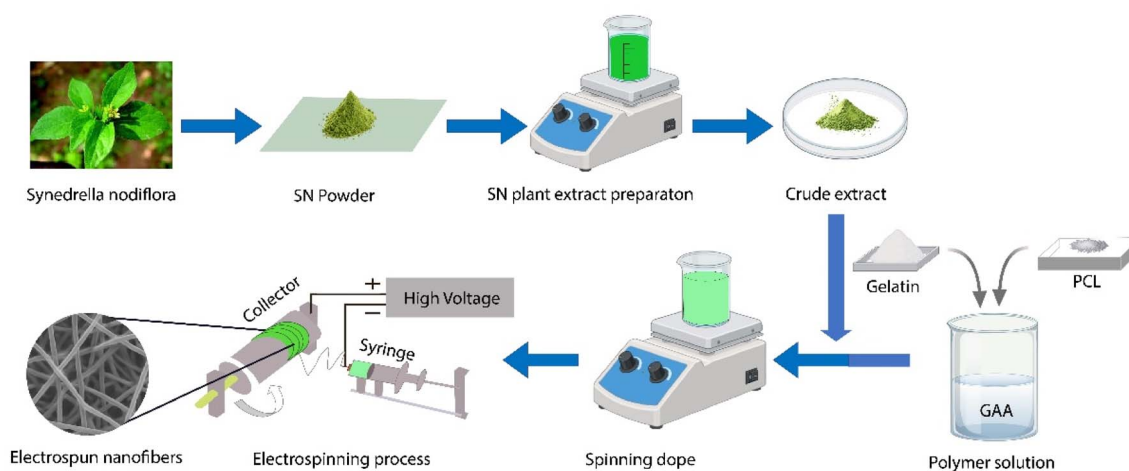 Synedrella nodiflora
SN Powder
SN plant extract preparaton
Crude extract
Gelatin
PCL
GAA
Polymer solution
Spinning dope
High Voltage
+
−
Collector
Syringe
Electrospinning process
Electrospun nanofibers